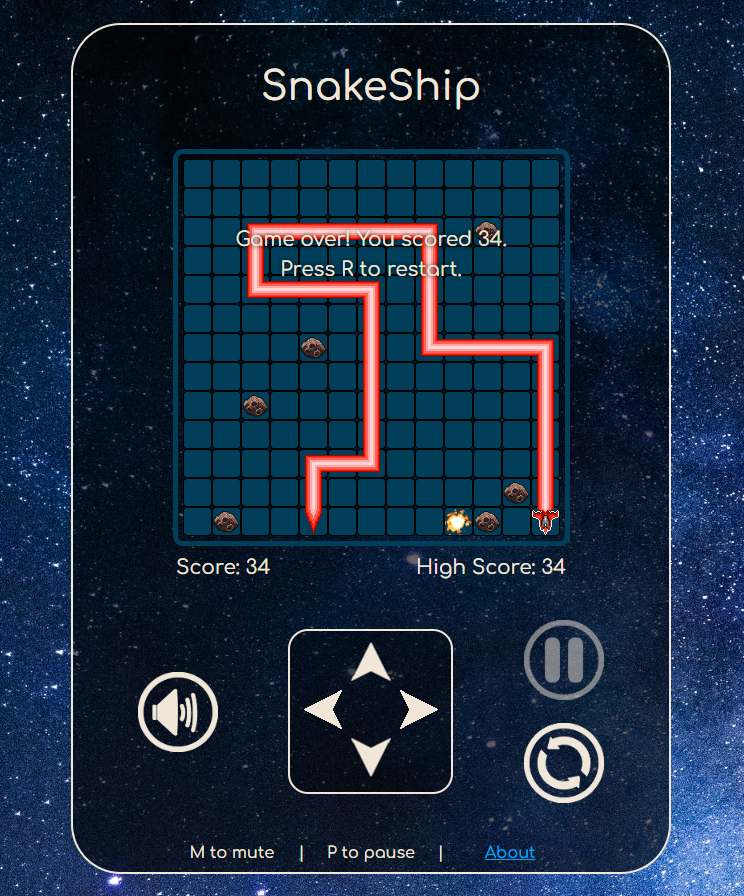 SnakeShip
Game over! You scored 34.
Press R to restart.
Score: 34 High Score: 34
M to mute | P to pause | About